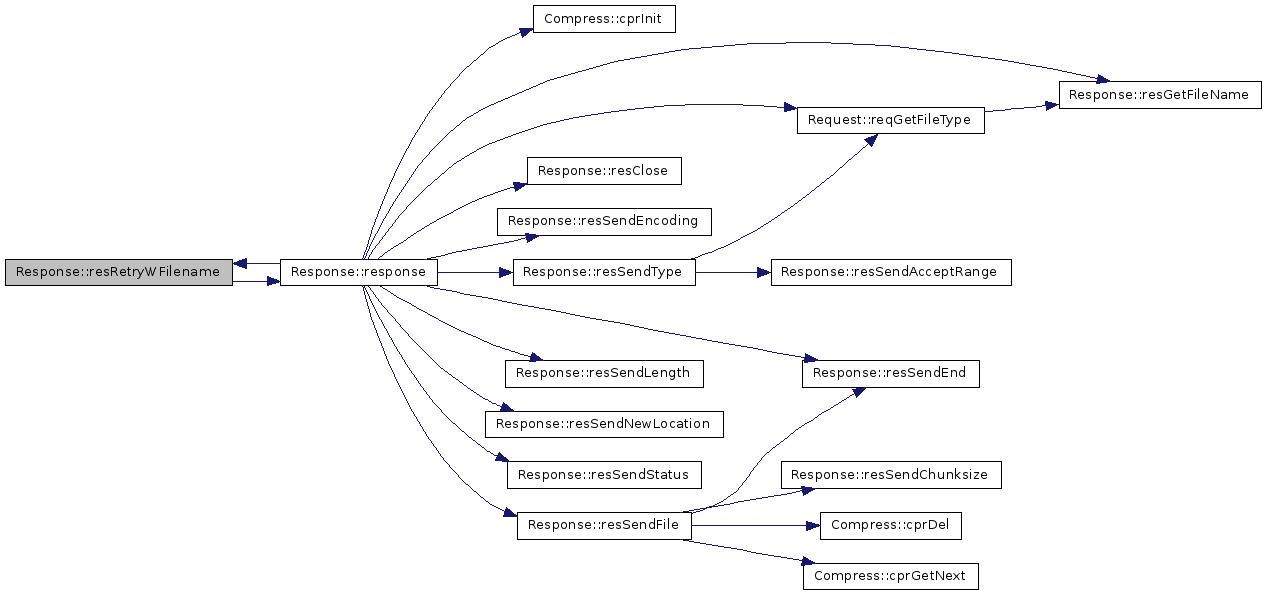 Compress::cprInit
Response::resGetFileName
Request::reqGetFileType
Response::resClose
Response::resSendEncoding
Response::resRetryWFilename
Response::response
Response::resSendType
Response::resSendAcceptRange
Response::resSendLength
Response::resSendEnd
Response::resSendNewLocation
Response::resSendStatus
Response::resSendChunksize
Response::resSendFile
Compress::cprDel
Compress::cprGetNext